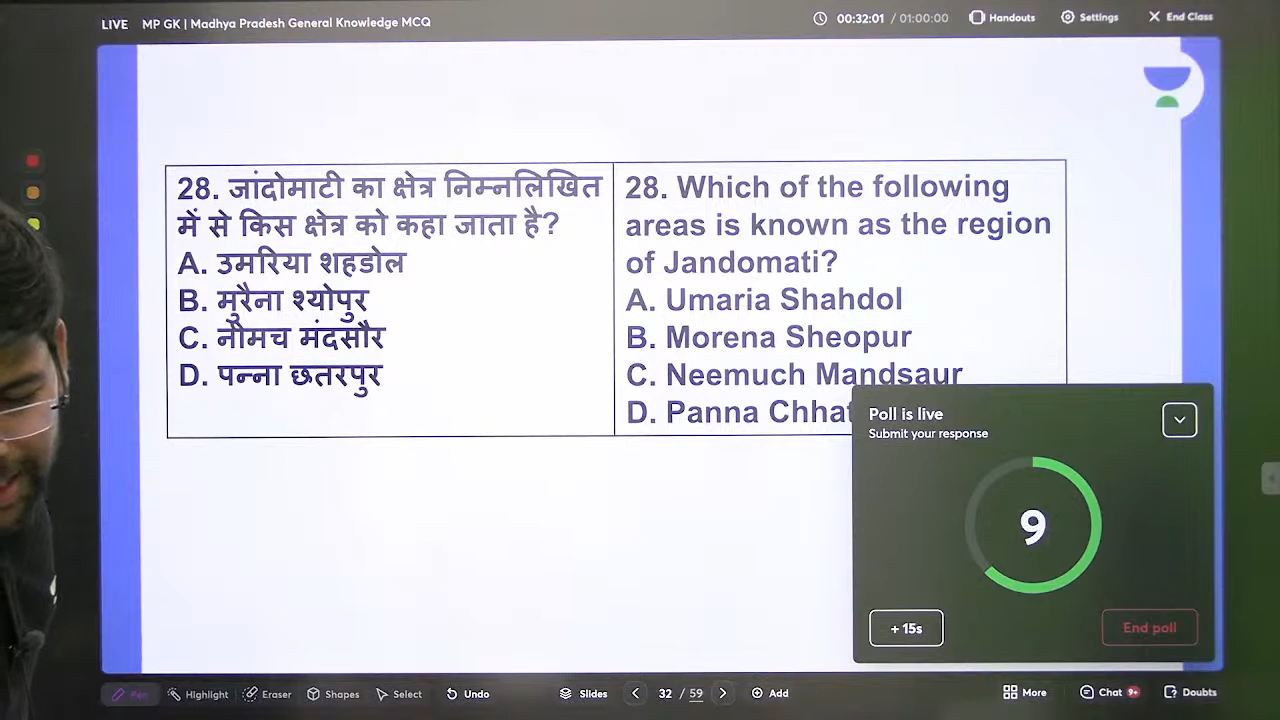 LIVE MP GK | Madhya Pradesh General Knowledge MCQ
00:32:01 / 01:00:00
Handouts
Settings
End Class
28. जांदोमाटी का क्षेत्र निम्नलिखित
में से किस क्षेत्र को कहा जाता है?
A. उमरिया शहडोल
B. मुरैना श्योपुर
C. नीमच मंदसौर
D. पन्ना छतरपुर
28. Which of the following
areas is known as the region
of Jandomati?
A. Umaria Shahdol
B. Morena Sheopur
C. Neemuch Mandsaur
D. Panna
Poll is live
Submit your response
9
+ 15s
End poll
Pen
Highlight
Eraser
Shapes
Select
Undo
Slides
32 / 59
Add
More
Chat 9+
Doubts